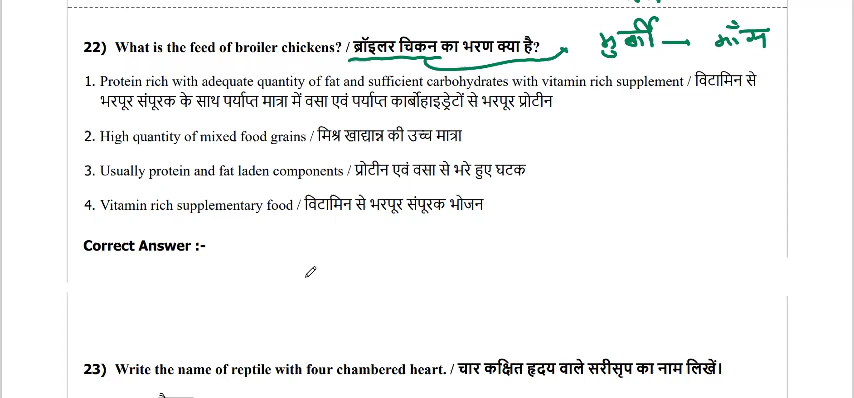 मुर्गी → माँस
22) What is the feed of broiler chickens? / ब्रॉइलर चिकन का भरण क्या है?
1. Protein rich with adequate quantity of fat and sufficient carbohydrates with vitamin rich supplement / विटामिन से
भरपूर संपूरक के साथ पर्याप्त मात्रा में वसा एवं पर्याप्त कार्बोहाइड्रेटों से भरपूर प्रोटीन
2. High quantity of mixed food grains / मिश्र खाद्यान्न की उच्च मात्रा
3. Usually protein and fat laden components / प्रोटीन एवं वसा से भरे हुए घटक
4. Vitamin rich supplementary food / विटामिन से भरपूर संपूरक भोजन
Correct Answer :-
23) Write the name of reptile with four chambered heart. / चार कक्षित हृदय वाले सरीसृप का नाम लिखें।